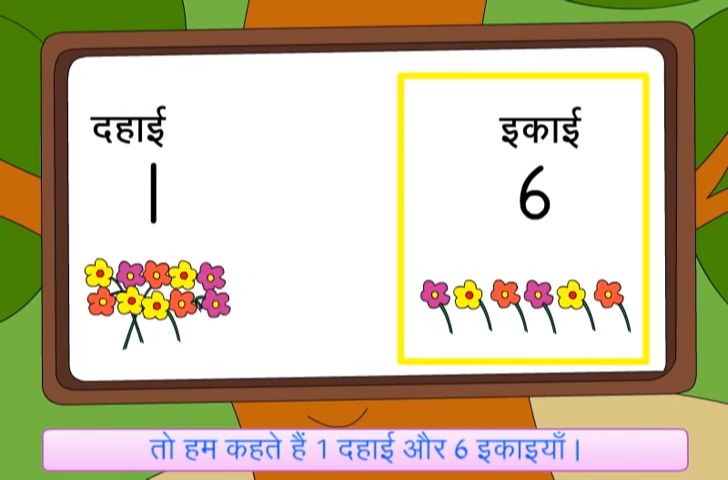 दहाई
इकाई
1
6
तो हम कहते हैं 1 दहाई और 6 इकाइयाँ।